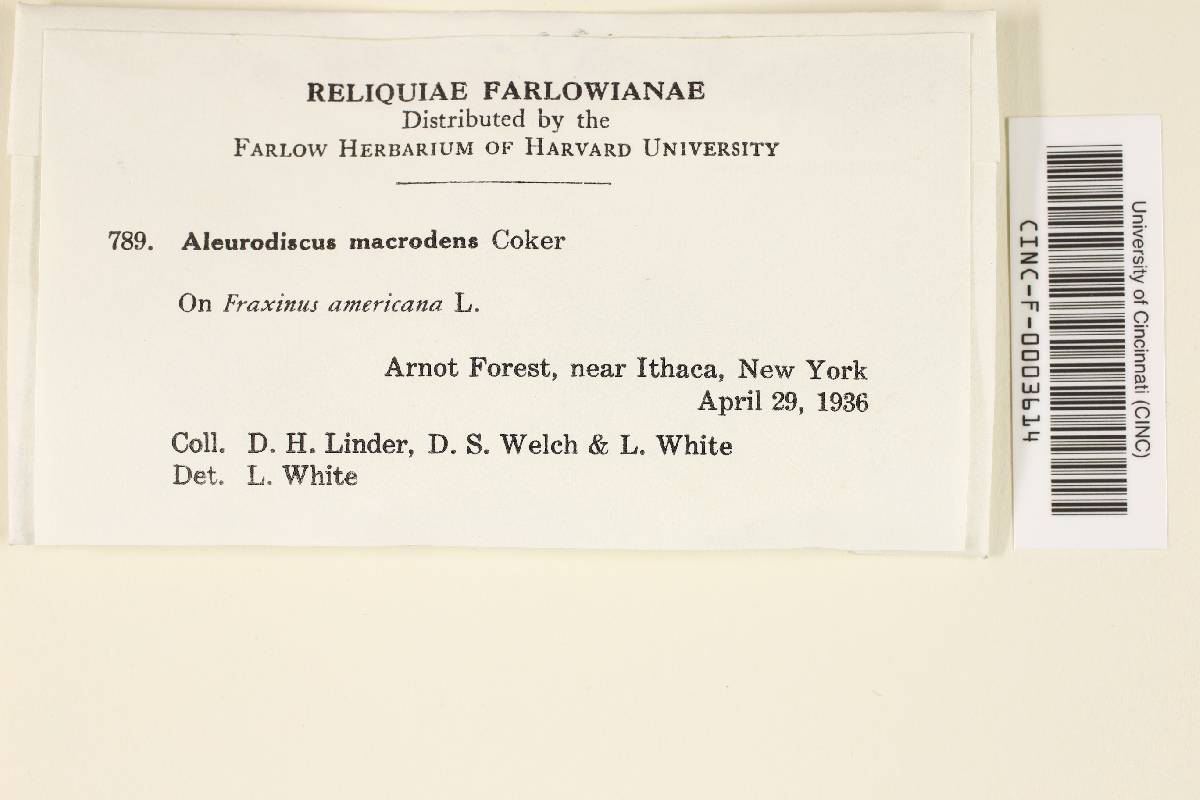 RELIQUIAE FARLOWIANAE
Distributed by the
FARLOW HERBARIUM OF HARVARD UNIVERSITY
789. Aleurodiscus macrodens Coker
On Fraxinus americana L.
Arnot Forest, near Ithaca, New York
April 29, 1936
Coll. D. H. Linder, D. S. Welch & L. White
Det. L. White
University of Cincinnati (CINC)
CINC-F-0003614